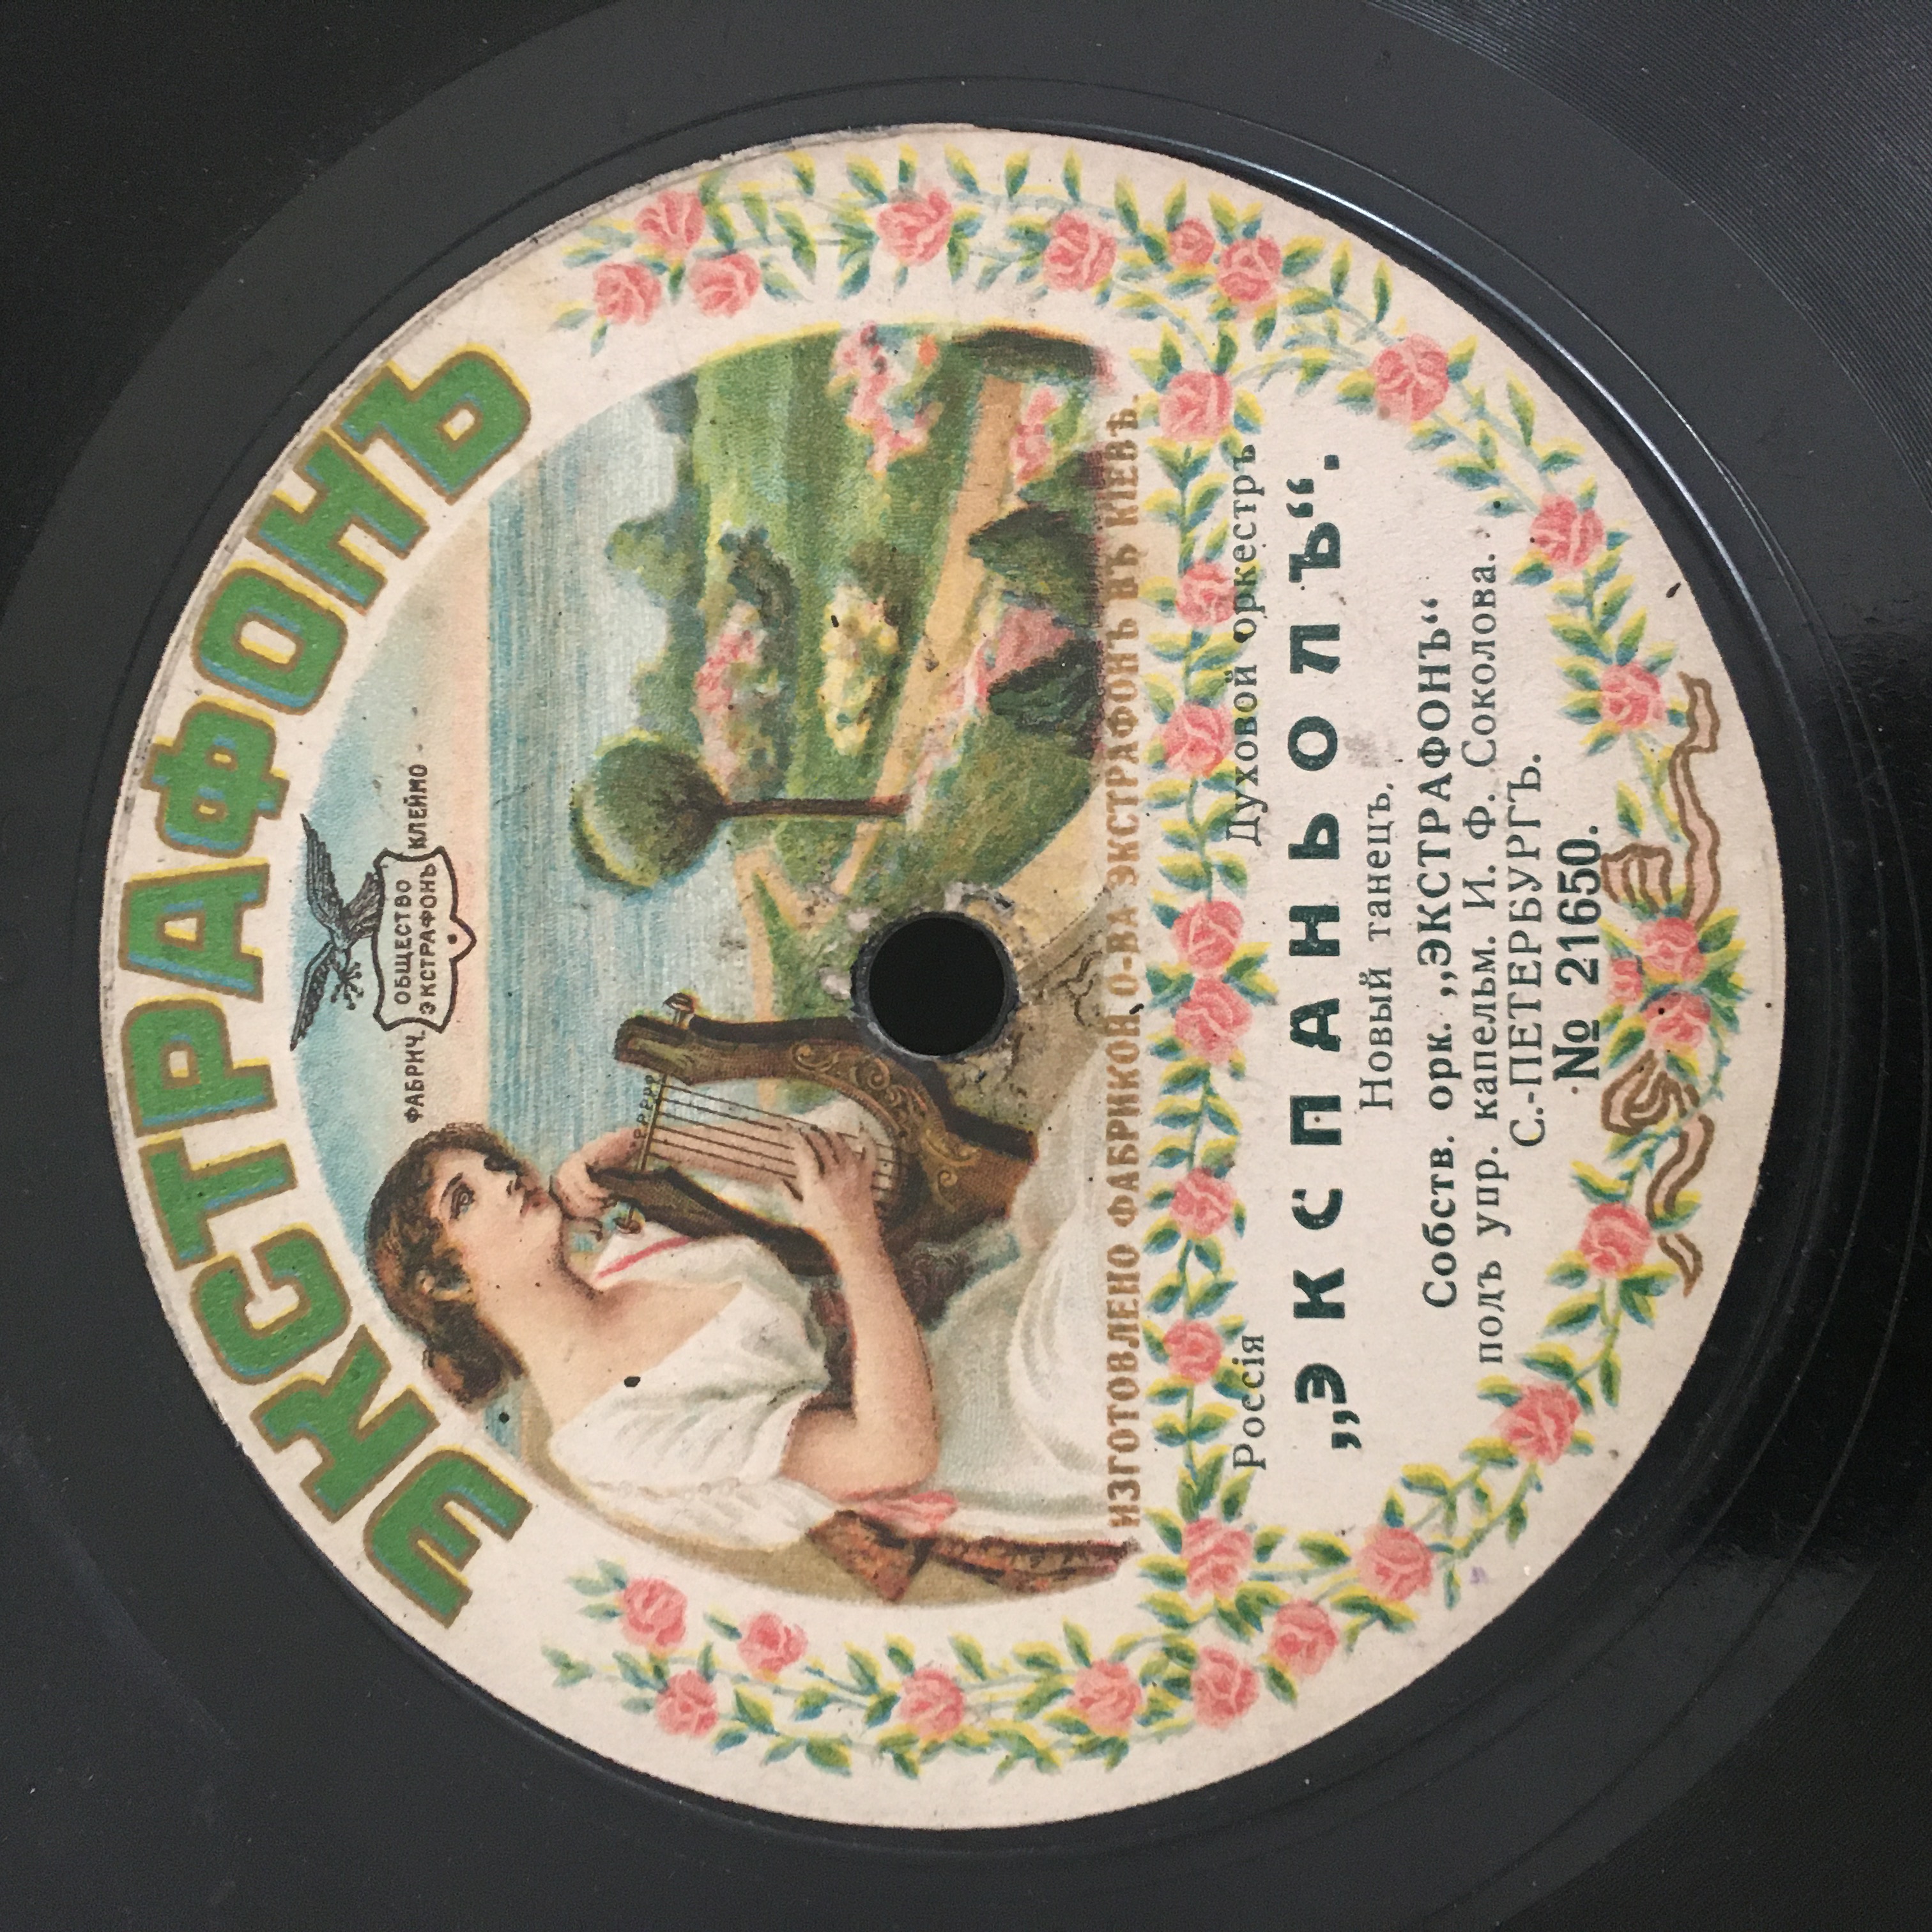 ЭКСТРАФОНЪ
ФАБРИЧ. ОБЩЕСТВО ЭКСТРАФОНЪ КЛЕЙМО
ИЗГОТОВЛЕНО ФАБРИКОЙ О-ВА ЭКСТРАФОНЪ ВЪ КІЕВѢ.
Россія Духовой оркестръ
„ЭКСПАНЬОЛЪ“.
Новый танецъ.
Собств. орк. „ЭКСТРАФОНЪ“
подъ упр. капельм. И. Ф. Соколова.
С.-ПЕТЕРБУРГЪ.
№ 21650.